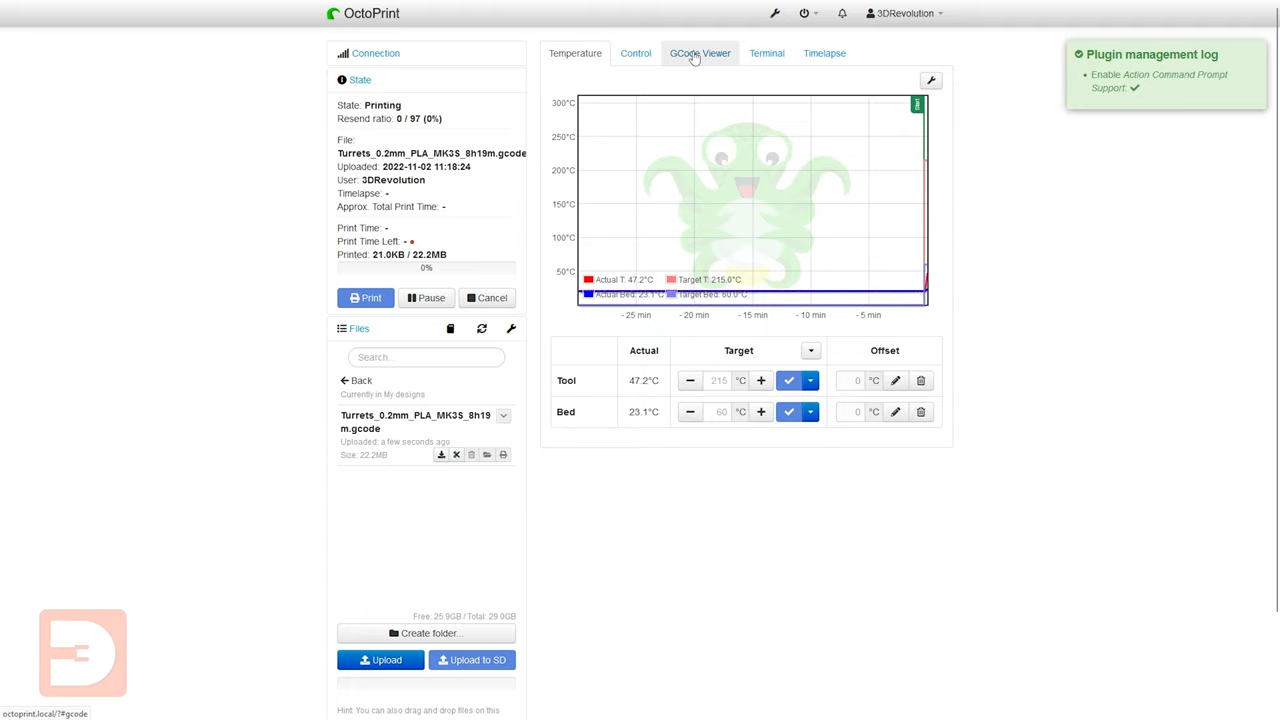 OctoPrint
3DRevolution
Connection
State
State: Printing
Resend ratio: 0 / 97 (0%)
File:
Turrets_0.2mm_PLA_MK3S_8h19m.gcode
Uploaded: 2022-11-02 11:18:24
User: 3DRevolution
Timelapse: -
Approx. Total Print Time: -
Print Time: -
Print Time Left: -
Printed: 21.0KB / 22.2MB
0%
Print
Pause
Cancel
Files
Search...
Back
Currently in My designs
Turrets_0.2mm_PLA_MK3S_8h19
m.gcode
Uploaded: a few seconds ago
Size: 22.2MB
Free: 25.9GB / Total: 29.0GB
Create folder...
Upload
Upload to SD
Hint: You can also drag and drop files on this
Temperature
Control
GCode Viewer
Terminal
Timelapse
300°C
250°C
200°C
150°C
100°C
50°C
Start
Actual T: 47.2°C
Target T: 215.0°C
Actual Bed: 23.1°C
Target Bed: 60.0°C
- 25 min
- 20 min
- 15 min
- 10 min
- 5 min
Actual
Target
Offset
Tool
47.2°C
215 °C
0 °C
Bed
23.1°C
60 °C
0 °C
Plugin management log
Enable Action Command Prompt
Support:
octoprint.local/?#gcode